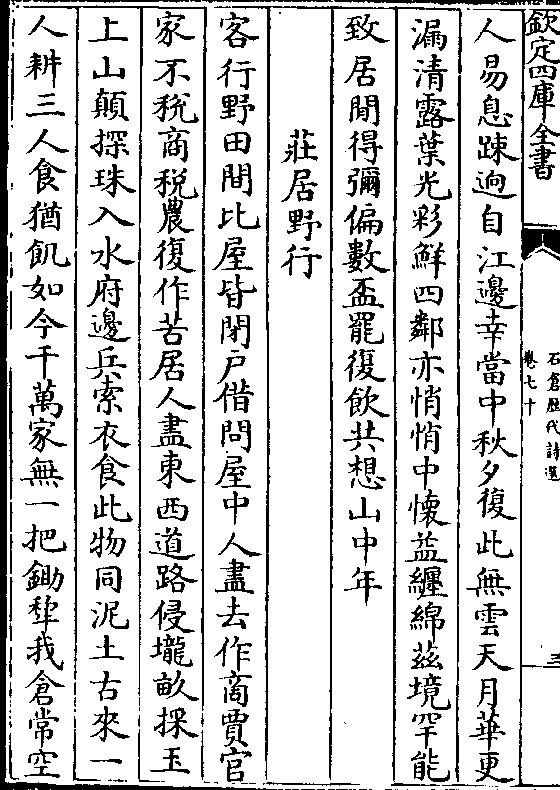 欽定四庫全書
石倉歷代詩選
卷七十
三
人易息踈逈自江邊幸當中秋夕復此無雲天月華更
漏清露葉光彩鮮四鄰亦悄悄中懷益纏綿茲境罕能
致居閒得彌偏數盃罷復飲共想山中年
莊居野行
客行野田間比屋皆閉戶借問屋中人盡去作商賈官
家不稅商稅農復作苦居人盡東西道路侵壠畝採玉
上山顛探珠入水府邊兵索衣食此物同泥土古來一
人耕三人食猶飢如今千萬家無一把鋤犂我倉常空